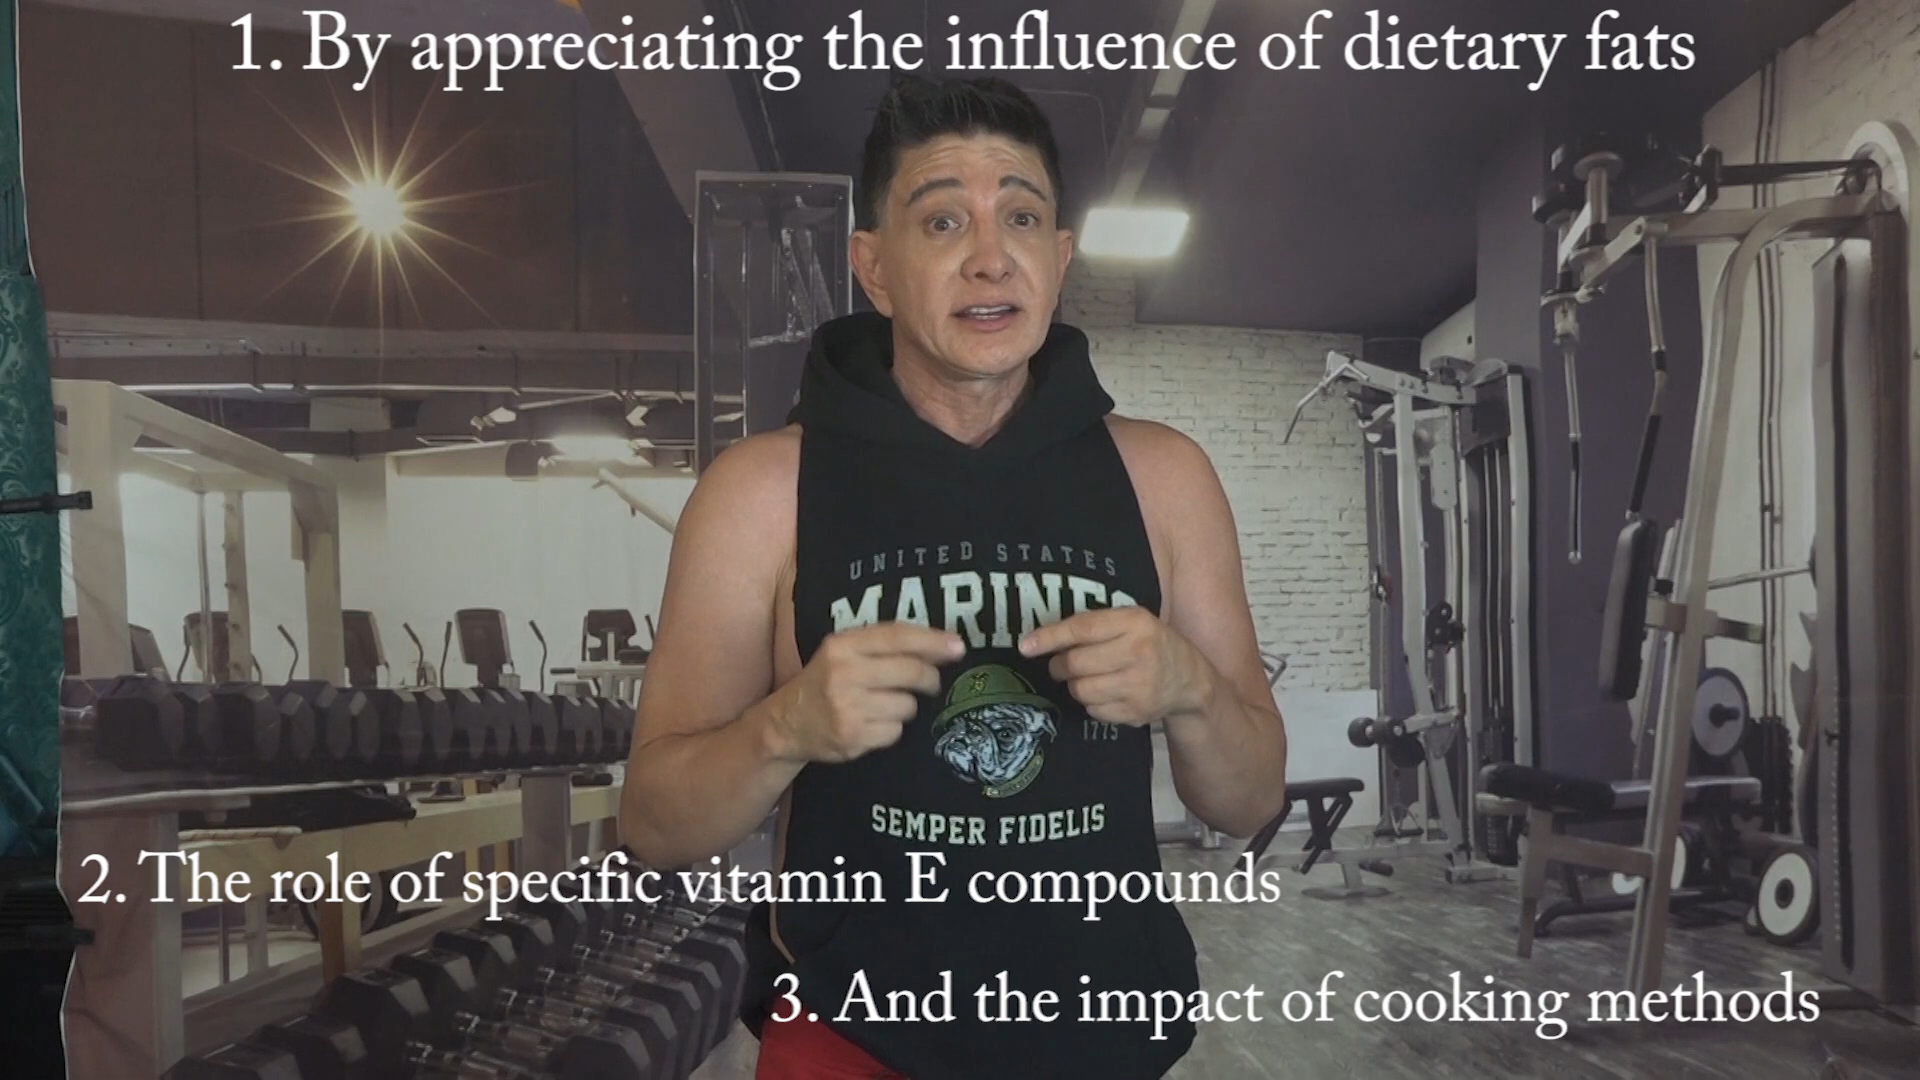 1. By appreciating the influence of dietary fats
UNITED STATES
MARINES
1775
SEMPER FIDELIS
2. The role of specific vitamin E compounds
3. And the impact of cooking methods